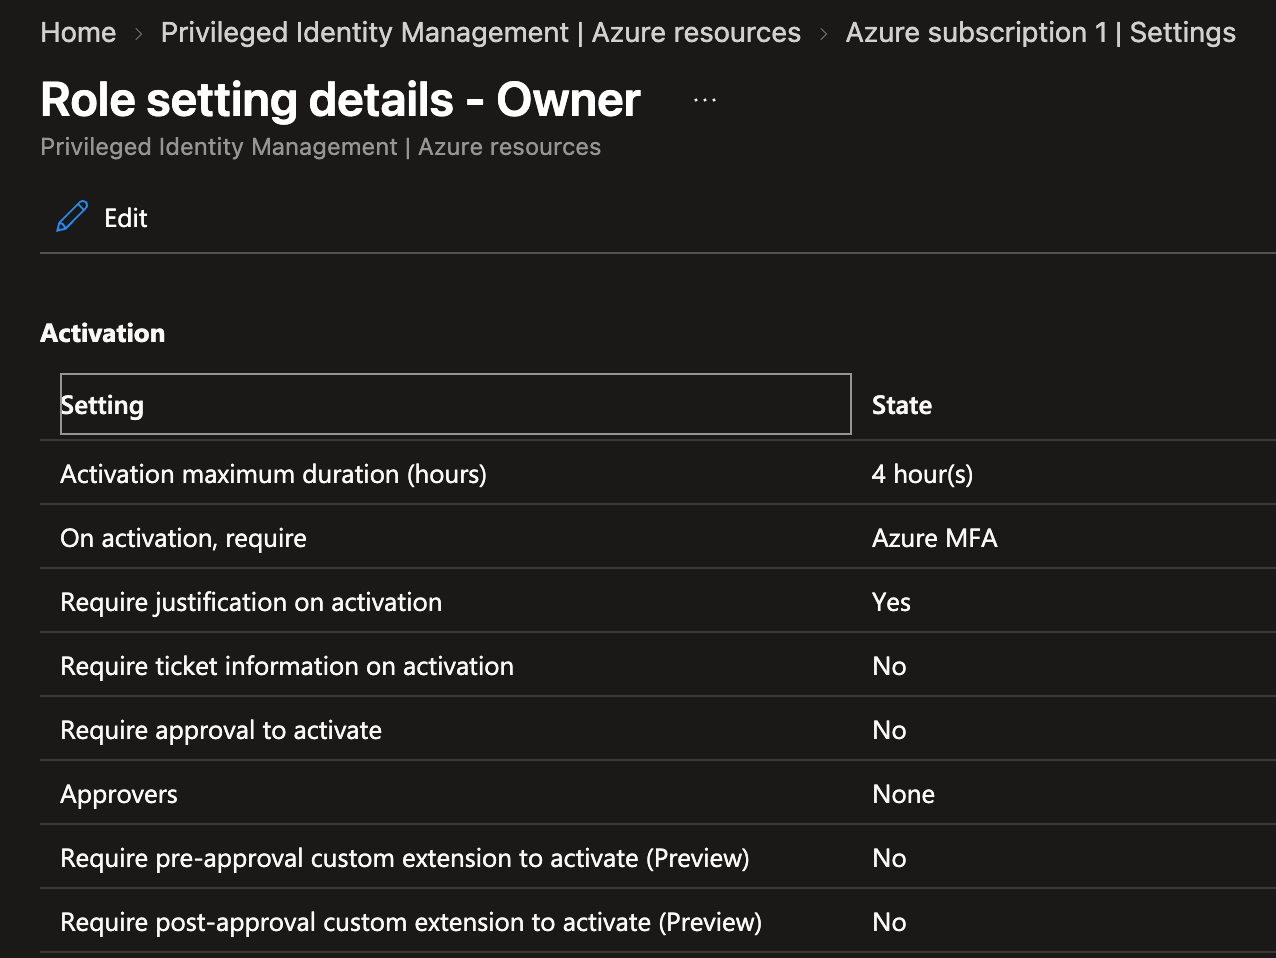 Home > Privileged Identity Management | Azure resources > Azure subscription 1 | Settings
Role setting details - Owner ...
Privileged Identity Management | Azure resources
Edit
Activation
Setting State
Activation maximum duration (hours) 4 hour(s)
On activation, require Azure MFA
Require justification on activation Yes
Require ticket information on activation No
Require approval to activate No
Approvers None
Require pre-approval custom extension to activate (Preview) No
Require post-approval custom extension to activate (Preview) No